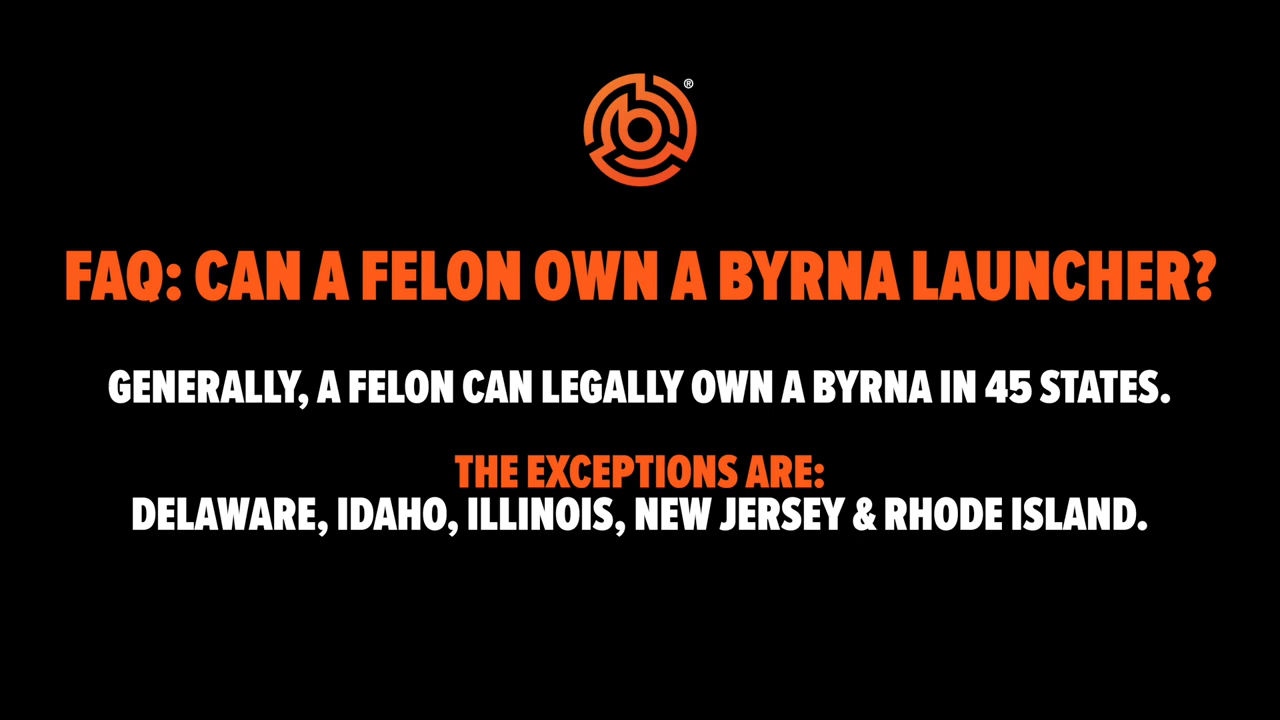 ®
FAQ: CAN A FELON OWN A BYRNA LAUNCHER?
GENERALLY, A FELON CAN LEGALLY OWN A BYRNA IN 45 STATES.
THE EXCEPTIONS ARE:
DELAWARE, IDAHO, ILLINOIS, NEW JERSEY & RHODE ISLAND.